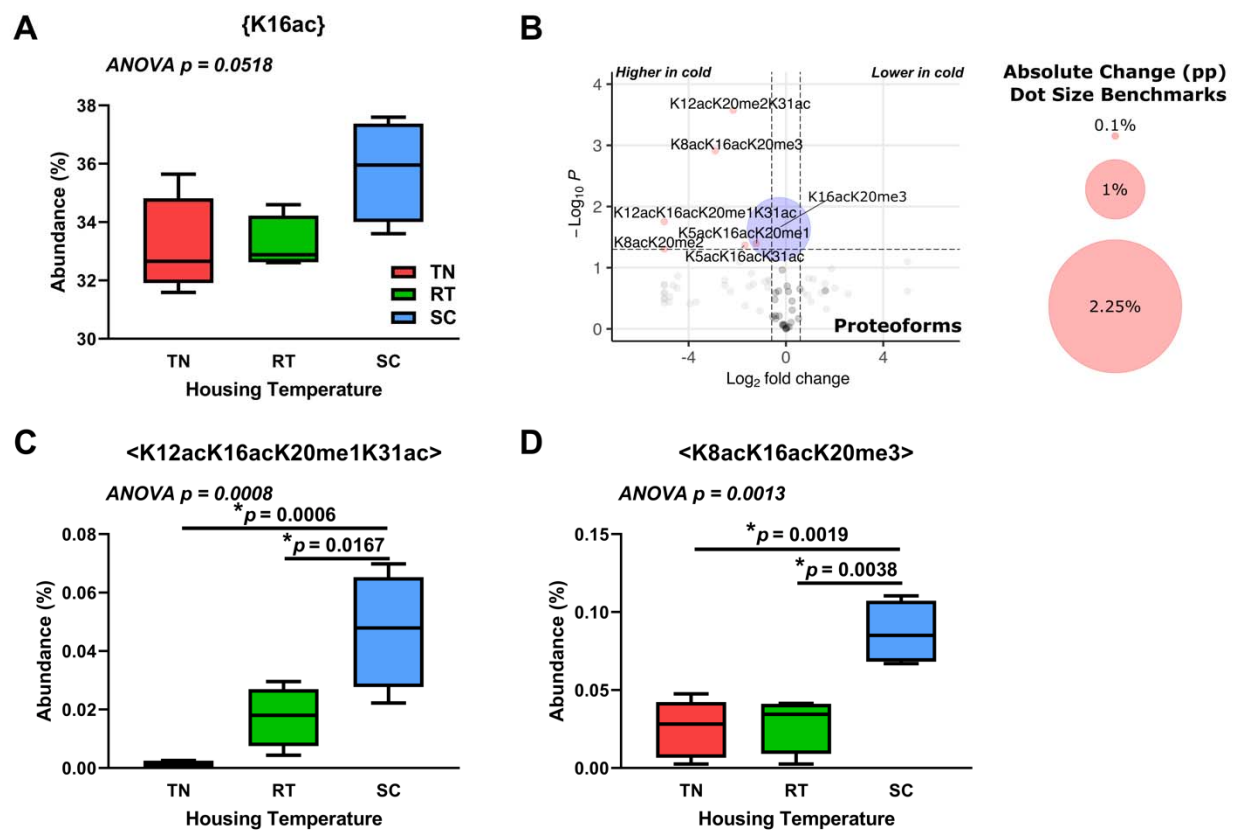 A
{K16ac}
ANOVA p = 0.0518
Abundance (%)
38
36
34
32
30
TN
RT
SC
TN
RT
SC
Housing Temperature
B
Higher in cold
Lower in cold
− Log10 P
4
3
2
1
0
K12acK20me2K31ac
K8acK16acK20me3
K16acK20me3
K12acK16acK20me1K31ac
K5acK16acK20me1
K8acK20me2
K5acK16acK31ac
Proteoforms
-4
0
4
Log2 fold change
Absolute Change (pp)
Dot Size Benchmarks
0.1%
1%
2.25%
C
<K12acK16acK20me1K31ac>
ANOVA p = 0.0008
*p = 0.0006
*p = 0.0167
Abundance (%)
0.08
0.06
0.04
0.02
0.00
TN
RT
SC
Housing Temperature
D
<K8acK16acK20me3>
ANOVA p = 0.0013
*p = 0.0019
*p = 0.0038
Abundance (%)
0.15
0.10
0.05
0.00
TN
RT
SC
Housing Temperature